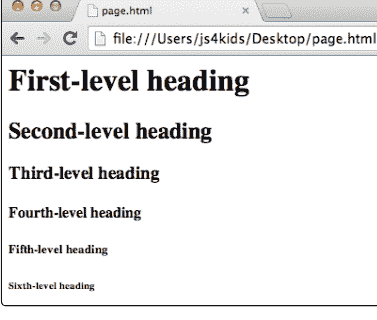 page.html
file:///Users/js4kids/Desktop/page.html
First-level heading
Second-level heading
Third-level heading
Fourth-level heading
Fifth-level heading
Sixth-level heading